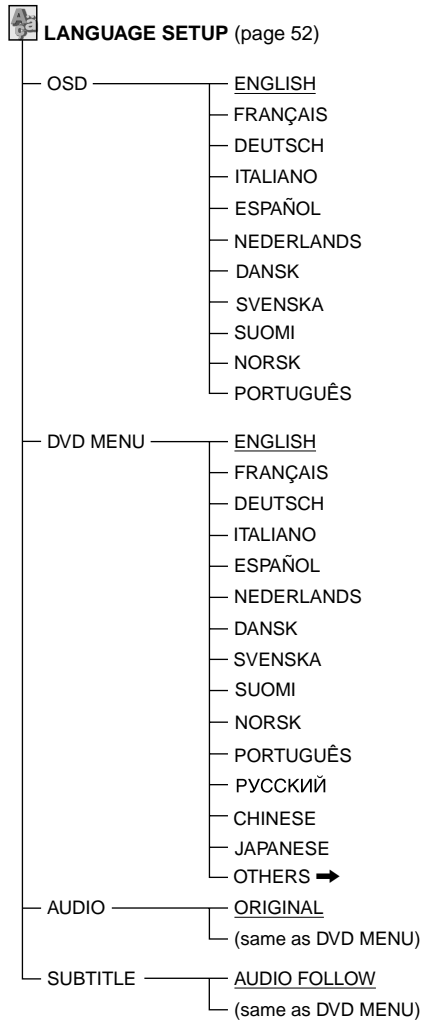 LANGUAGE SETUP (page 52)
OSD
ENGLISH
FRANÇAIS
DEUTSCH
ITALIANO
ESPAÑOL
NEDERLANDS
DANSK
SVENSKA
SUOMI
NORSK
PORTUGUÊS
DVD MENU
ENGLISH
FRANÇAIS
DEUTSCH
ITALIANO
ESPAÑOL
NEDERLANDS
DANSK
SVENSKA
SUOMI
NORSK
PORTUGUÊS
РУССКИЙ
CHINESE
JAPANESE
OTHERS ➡
AUDIO
ORIGINAL
(same as DVD MENU)
SUBTITLE
AUDIO FOLLOW
(same as DVD MENU)